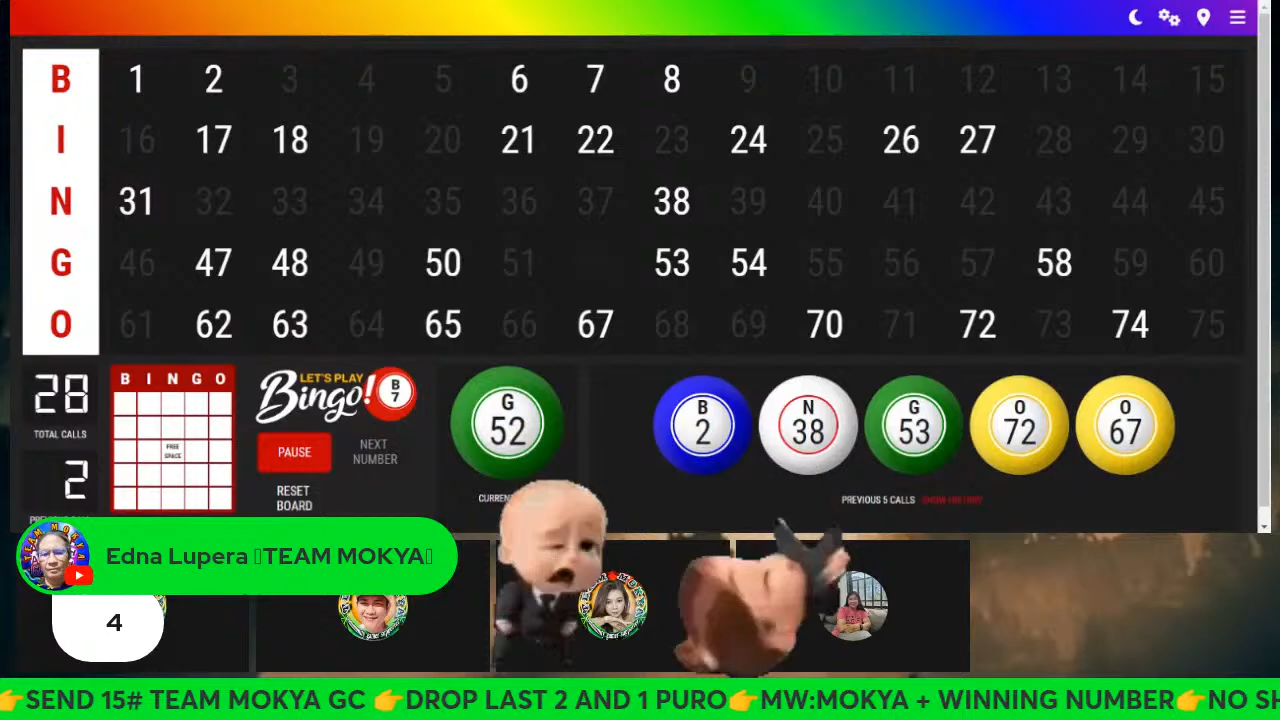 B 1 2 3 4 5 6 7 8 9 10 11 12 13 14 15
I 16 17 18 19 20 21 22 23 24 25 26 27 28 29 30
N 31 32 33 34 35 36 37 38 39 40 41 42 43 44 45
G 46 47 48 49 50 51 53 54 55 56 57 58 59 60
O 61 62 63 64 65 66 67 68 69 70 71 72 73 74 75
28
TOTAL CALLS
2
B I N G O
FREE
SPACE
LET'S PLAY
Bingo!
B
7
PAUSE
NEXT
NUMBER
RESET
BOARD
G
52
B
2
N
38
G
53
O
72
O
67
PREVIOUS 5 CALLS SHOW HISTORY
Edna Lupera TEAM MOKYA
4
👉SEND 15# TEAM MOKYA GC 👉DROP LAST 2 AND 1 PURO👉MW:MOKYA + WINNING NUMBER👉NO